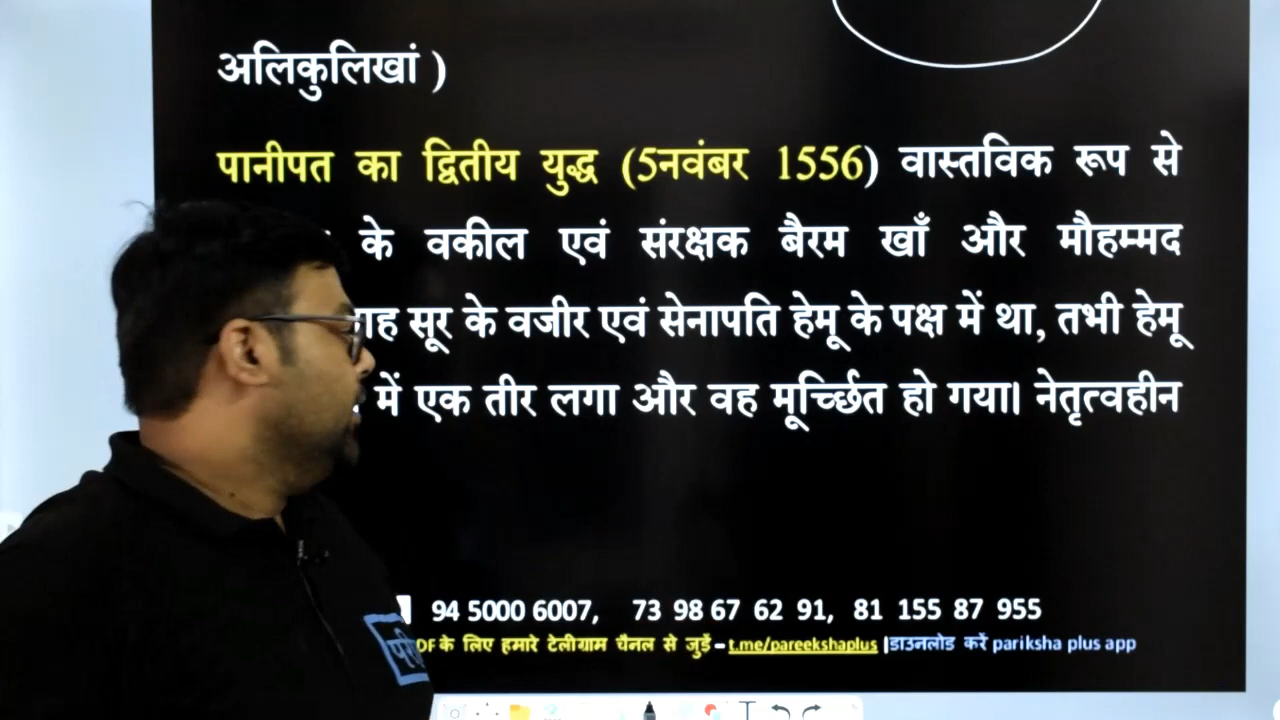 अलिकुलिखां )
पानीपत का द्वितीय युद्ध (5नवंबर 1556) वास्तविक रूप से
के वकील एवं संरक्षक बैरम खाँ और मौहम्मद
सूर के वजीर एवं सेनापति हेमू के पक्ष में था, तभी हेमू
में एक तीर लगा और वह मूर्च्छित हो गया। नेतृत्वहीन
94 5000 6007, 73 98 67 62 91, 81 155 87 955
के लिए हमारे टेलीग्राम चैनल से जुड़ें – t.me/pareekshaplus |डाउनलोड करें pariksha plus app